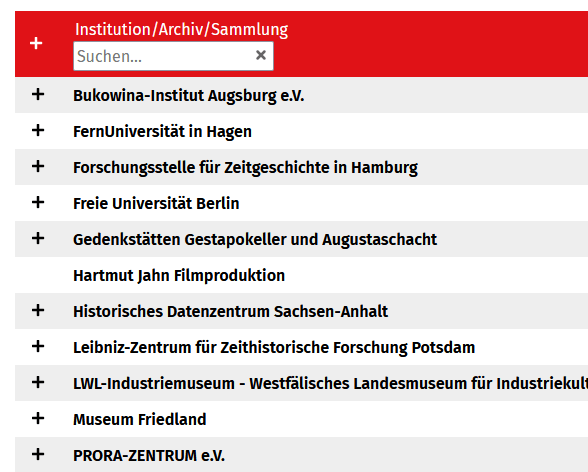 Institution/Archiv/Sammlung
Suchen...
Bukowina-Institut Augsburg e.V.
FernUniversität in Hagen
Forschungsstelle für Zeitgeschichte in Hamburg
Freie Universität Berlin
Gedenkstätten Gestapokeller und Augustaschacht
Hartmut Jahn Filmproduktion
Historisches Datenzentrum Sachsen-Anhalt
Leibniz-Zentrum für Zeithistorische Forschung Potsdam
LWL-Industriemuseum - Westfälisches Landesmuseum für Industriekult
Museum Friedland
PRORA-ZENTRUM e.V.